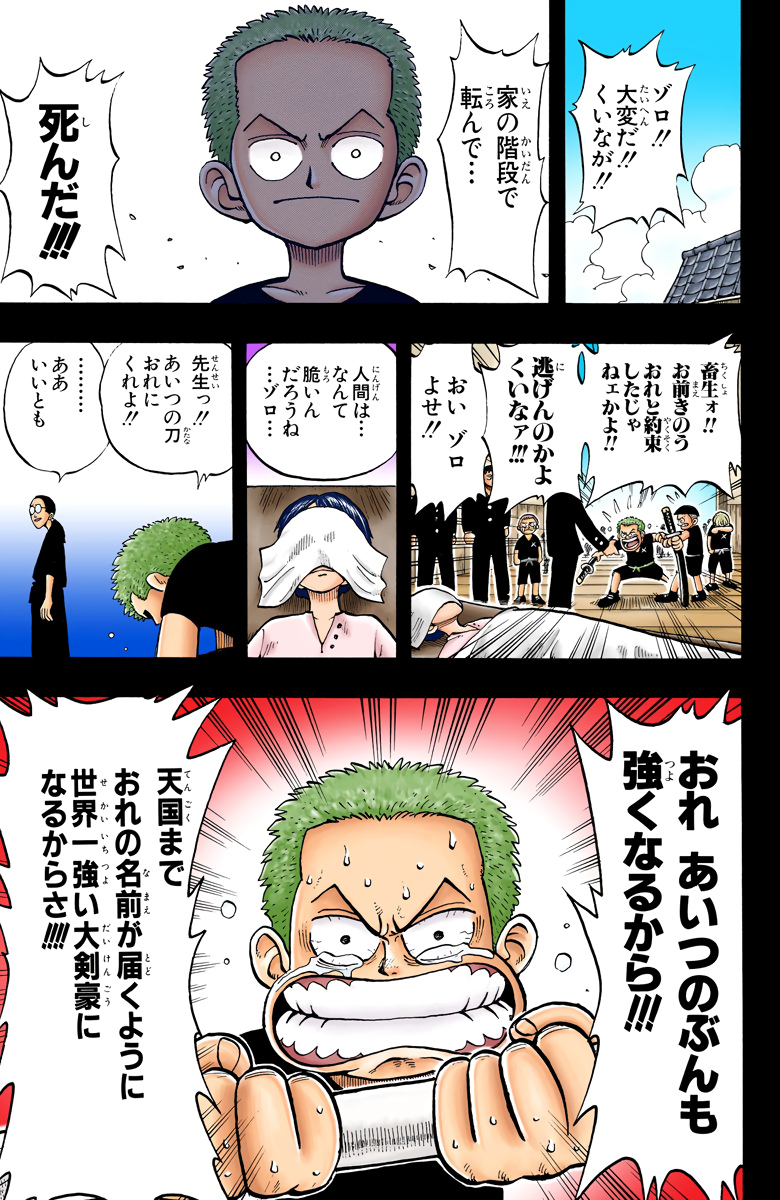 ゾロ!!
大変だ!!
くいなが!!
家の階段で
転んで…
死んだ!!!
畜生ォ!!
お前きのう
おれと約束
したじゃ
ねェかよ!!
逃げんのかよ
くいなァ!!!
おい ゾロ
よせ!!
人間は…
なんて
脆いん
だろうね
…ゾロ…
先生っ!!
あいつの刀
おれに
くれよ!!
………
ああ
いいとも
おれ あいつのぶんも
強くなるから!!!
天国まで
おれの名前が届くように
世界一強い大剣豪に
なるからさ!!!!